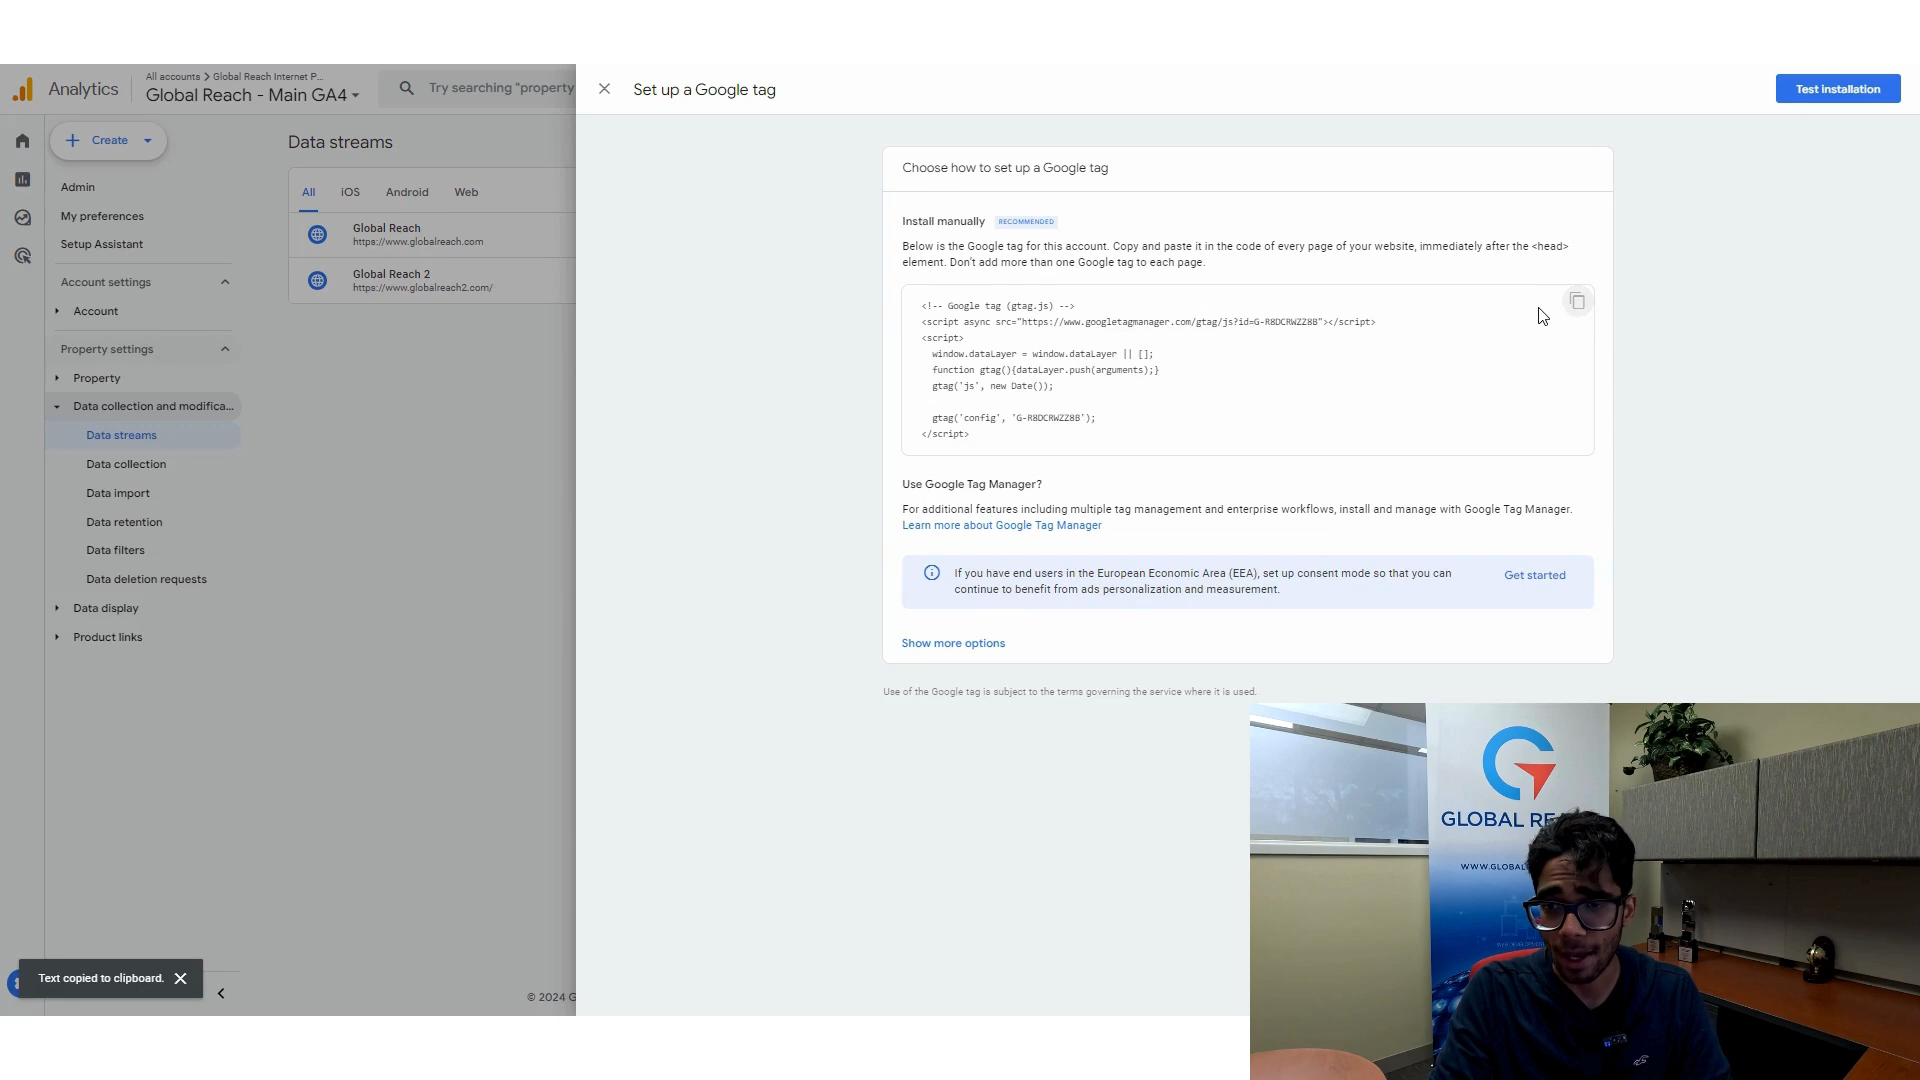 Analytics
All accounts > Global Reach Internet P...
Global Reach - Main GA4
Try searching "property
Set up a Google tag
Test installation
Create
Admin
My preferences
Setup Assistant
Account settings
Account
Property settings
Property
Data collection and modifica...
Data streams
Data collection
Data import
Data retention
Data filters
Data deletion requests
Data display
Product links
Data streams
All iOS Android Web
Global Reach
https://www.globalreach.com
Global Reach 2
https://www.globalreach2.com/
© 2024 G
Text copied to clipboard.
Choose how to set up a Google tag
Install manually RECOMMENDED
Below is the Google tag for this account. Copy and paste it in the code of every page of your website, immediately after the <head>
element. Don't add more than one Google tag to each page.
<!-- Google tag (gtag.js) -->
<script async src="https://www.googletagmanager.com/gtag/js?id=G-R8DCRWZZ8B"></script>
<script>
window.dataLayer = window.dataLayer || [];
function gtag(){dataLayer.push(arguments);}
gtag('js', new Date());
gtag('config', 'G-R8DCRWZZ8B');
</script>
Use Google Tag Manager?
For additional features including multiple tag management and enterprise workflows, install and manage with Google Tag Manager.
Learn more about Google Tag Manager
If you have end users in the European Economic Area (EEA), set up consent mode so that you can
continue to benefit from ads personalization and measurement.
Get started
Show more options
Use of the Google tag is subject to the terms governing the service where it is used.
GLOBAL RE
WWW.GLOBAL